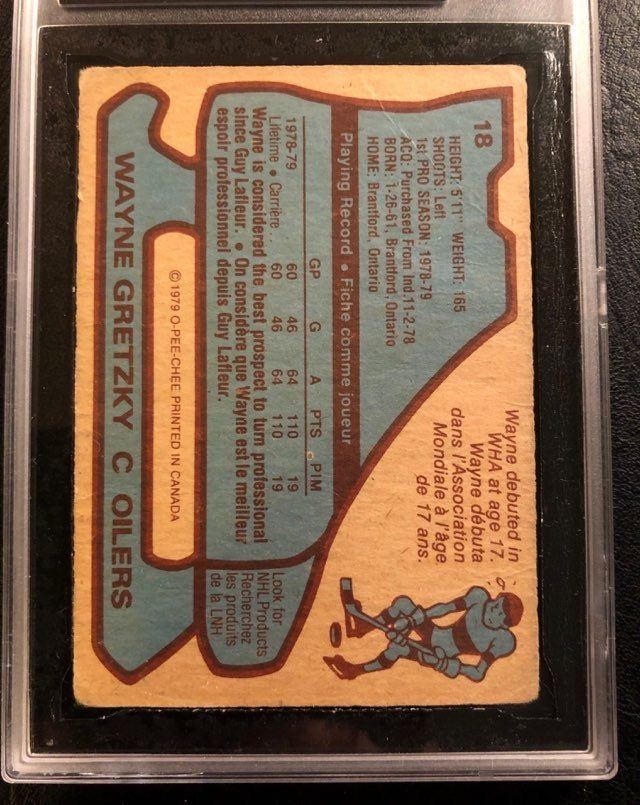 18
HEIGHT: 5'11" WEIGHT: 165
SHOOTS: Left
1st PRO SEASON: 1978-79
ACQ: Purchased From Ind 11-2-78
BORN: 1-26-61, Brantford, Ontario
HOME: Brantford, Ontario
Wayne debuted in
WHA at age 17.
Wayne débuta
dans l'Association
Mondiale à l'âge
de 17 ans.
Playing Record • Fiche comme joueur
GP G A PTS PIM
1978-79 60 46 64 110 19
Lifetime • Carrière.. 60 46 64 110 19
Wayne is considered the best prospect to turn professional
since Guy Lafleur. • On considère que Wayne est le meilleur
espoir professionnel depuis Guy Lafleur.
Look for
NHL Products
Recherchez
les produits
de la LNH
© 1979 O-PEE-CHEE PRINTED IN CANADA
WAYNE GRETZKY C OILERS